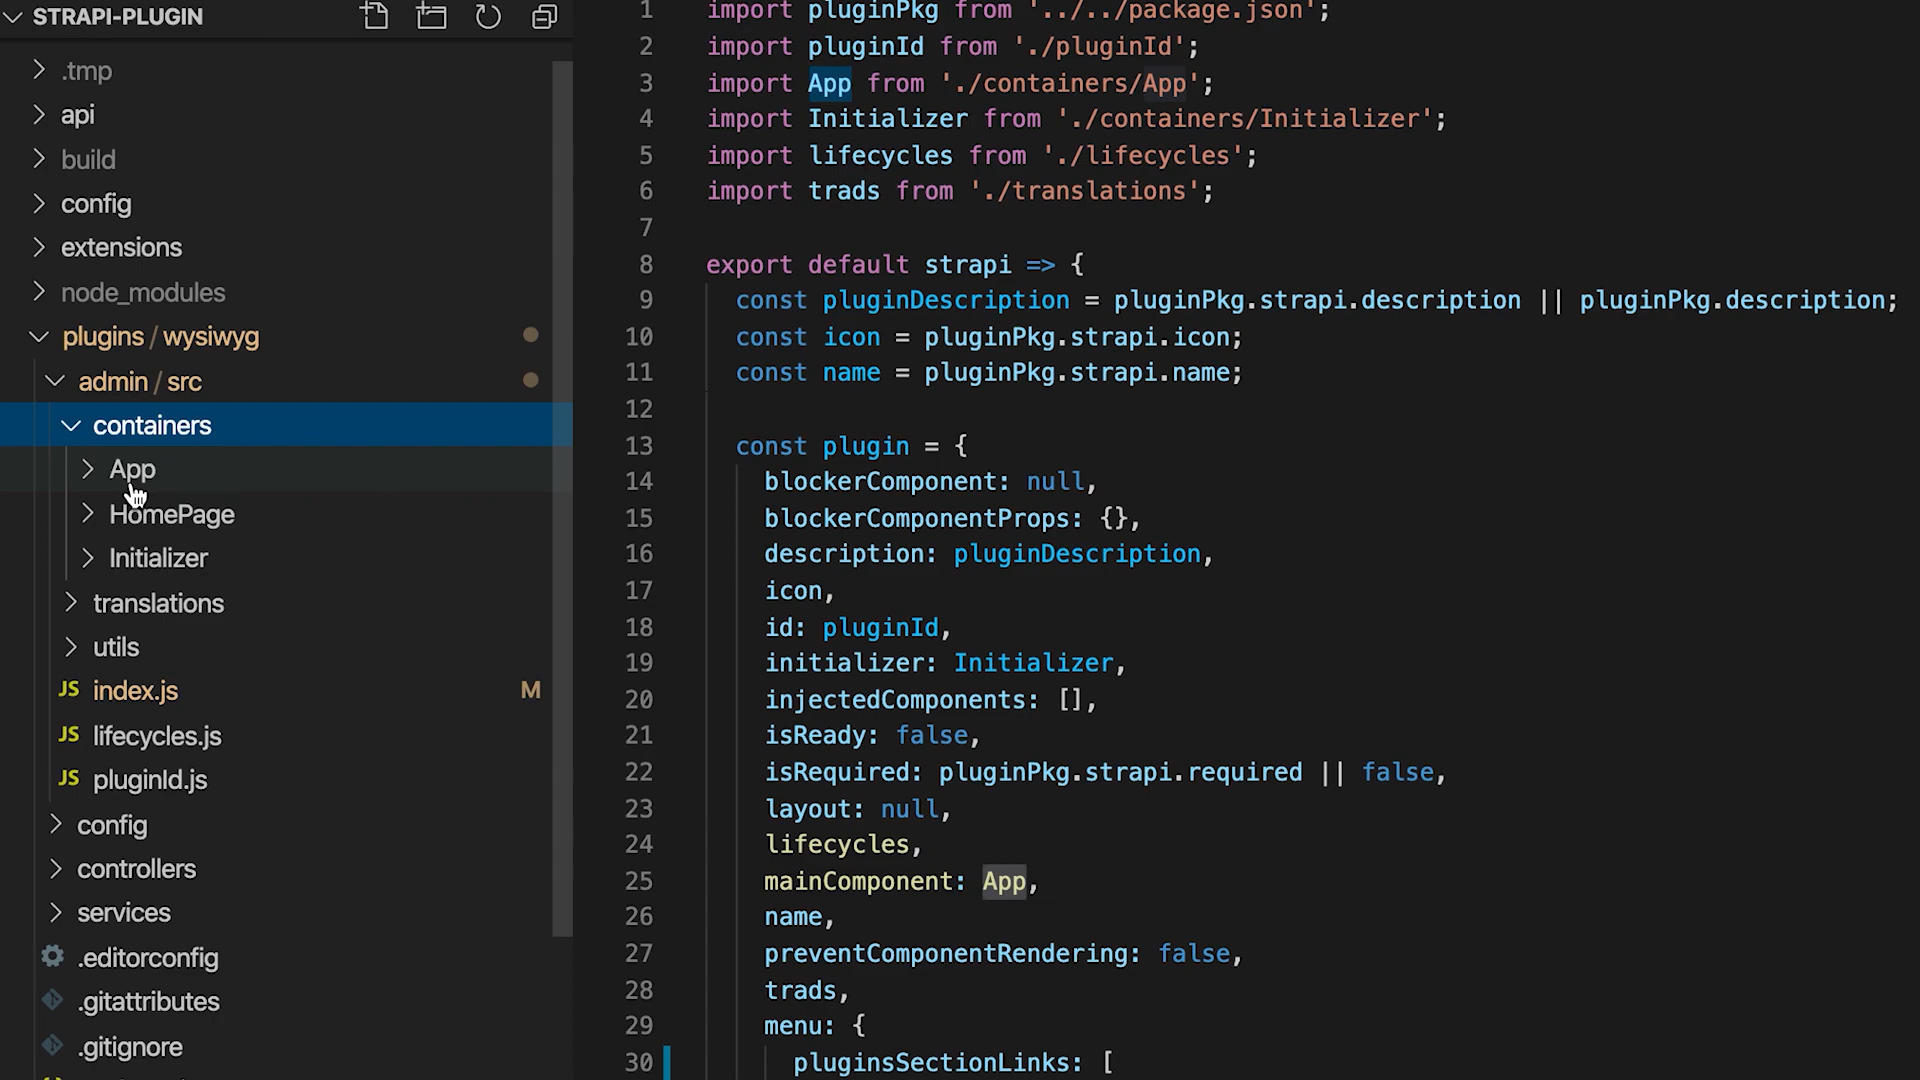 STRAPI-PLUGIN
.tmp
api
build
config
extensions
node_modules
plugins / wysiwyg
admin / src
containers
App
HomePage
Initializer
translations
utils
JS index.js M
JS lifecycles.js
JS pluginId.js
config
controllers
services
.editorconfig
.gitattributes
.gitignore
1 import pluginPkg from '../../package.json';
2 import pluginId from './pluginId';
3 import App from './containers/App';
4 import Initializer from './containers/Initializer';
5 import lifecycles from './lifecycles';
6 import trads from './translations';
7
8 export default strapi => {
9 const pluginDescription = pluginPkg.strapi.description || pluginPkg.description;
10 const icon = pluginPkg.strapi.icon;
11 const name = pluginPkg.strapi.name;
12
13 const plugin = {
14 blockerComponent: null,
15 blockerComponentProps: {},
16 description: pluginDescription,
17 icon,
18 id: pluginId,
19 initializer: Initializer,
20 injectedComponents: [],
21 isReady: false,
22 isRequired: pluginPkg.strapi.required || false,
23 layout: null,
24 lifecycles,
25 mainComponent: App,
26 name,
27 preventComponentRendering: false,
28 trads,
29 menu: {
30 pluginsSectionLinks: [